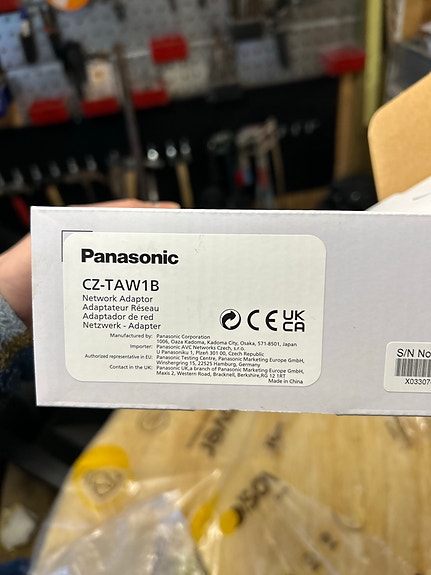 Panasonic
CZ-TAW1B
Network Adaptor
Adaptateur Réseau
Adaptador de red
Netzwerk - Adapter
CE UK
CA
Manufactured by: Panasonic Corporation
1006, Oaza Kadoma, Kadoma City, Osaka, 571-8501, Japan
Importer: Panasonic AVC Networks Czech, s.r.o.
U Panasoniku 1, Plzeň 301 00, Czech Republic
Authorized representative in EU: Panasonic Testing Centre, Panasonic Marketing Europe GmbH,
Winsbergring 15, 22525 Hamburg, Germany
Contact in the UK: Panasonic UK,a branch of Panasonic Marketing Europe GmbH,
Maxis 2, Western Road, Bracknell, Berkshire,RG 12 1RT
Made in China
S/N No
X03307